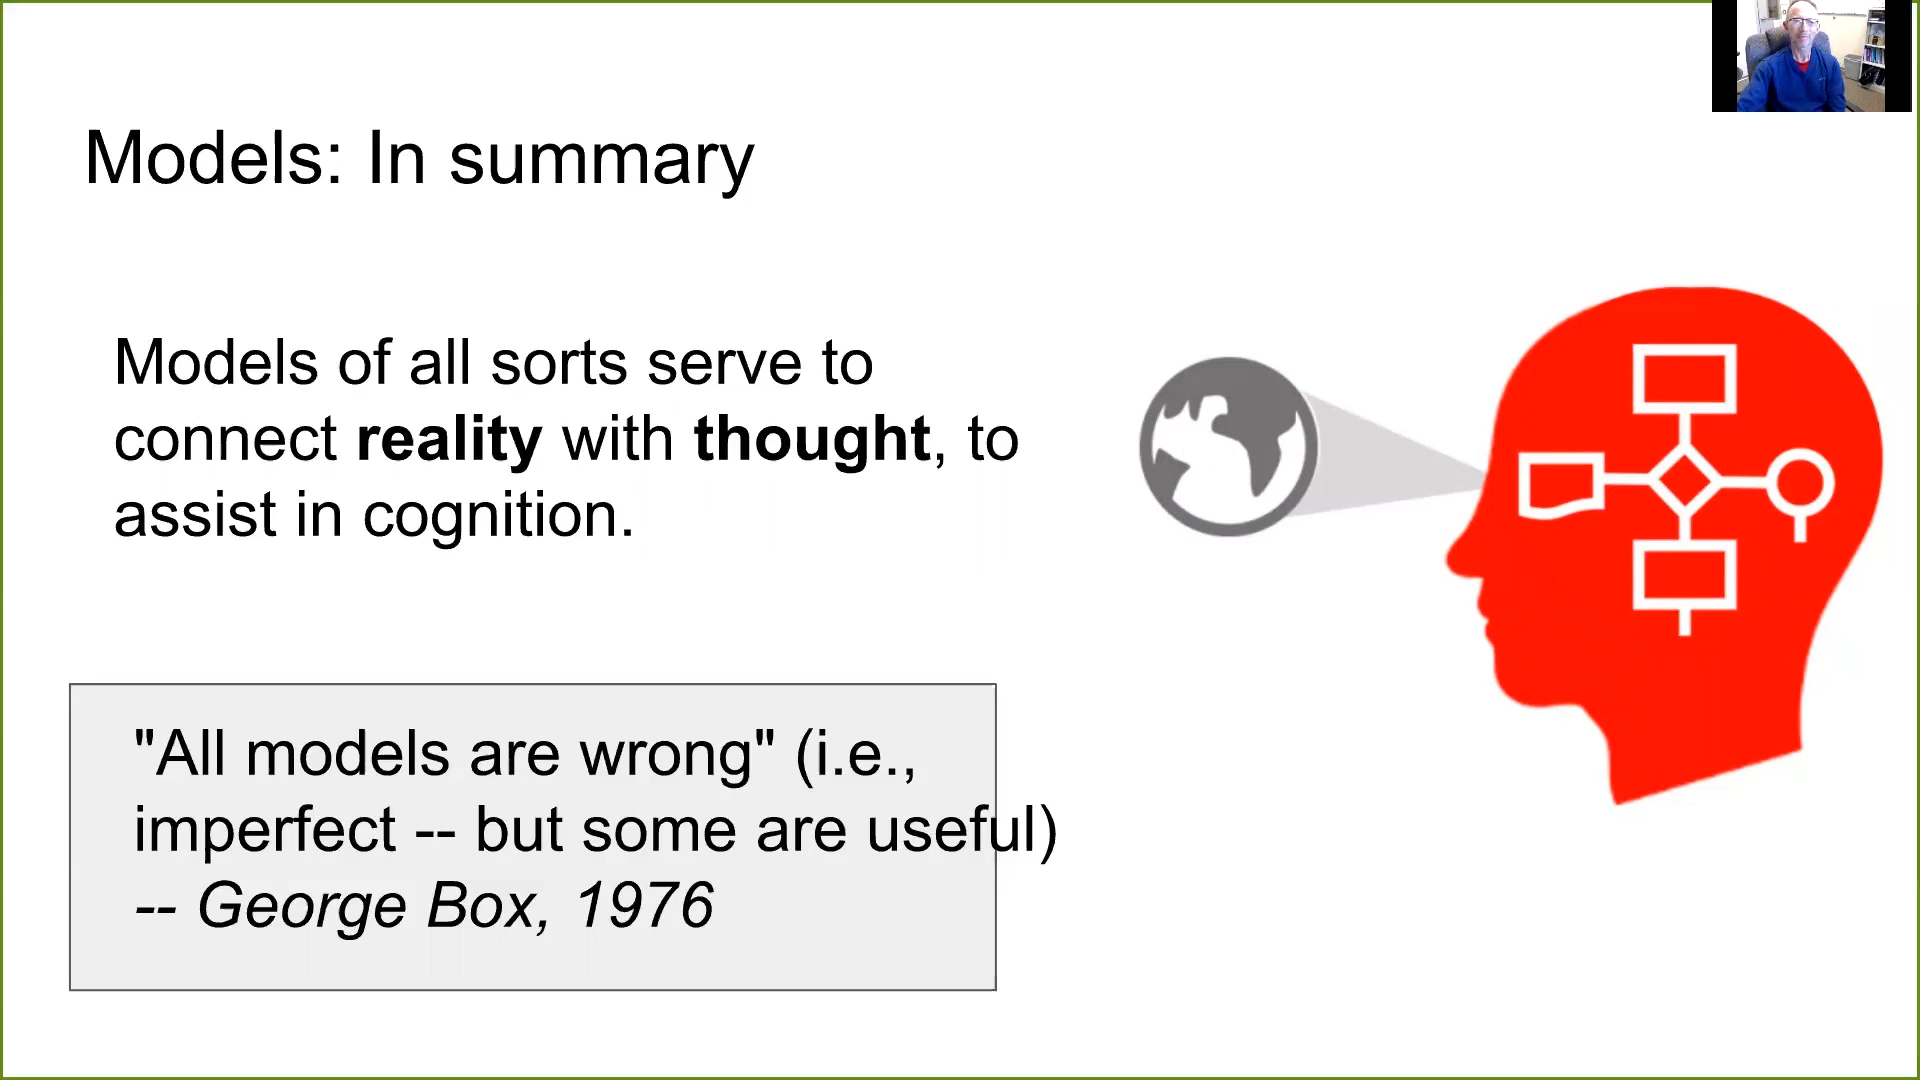 Models: In summary
Models of all sorts serve to
connect reality with thought, to
assist in cognition.
"All models are wrong" (i.e.,
imperfect -- but some are useful)
-- George Box, 1976